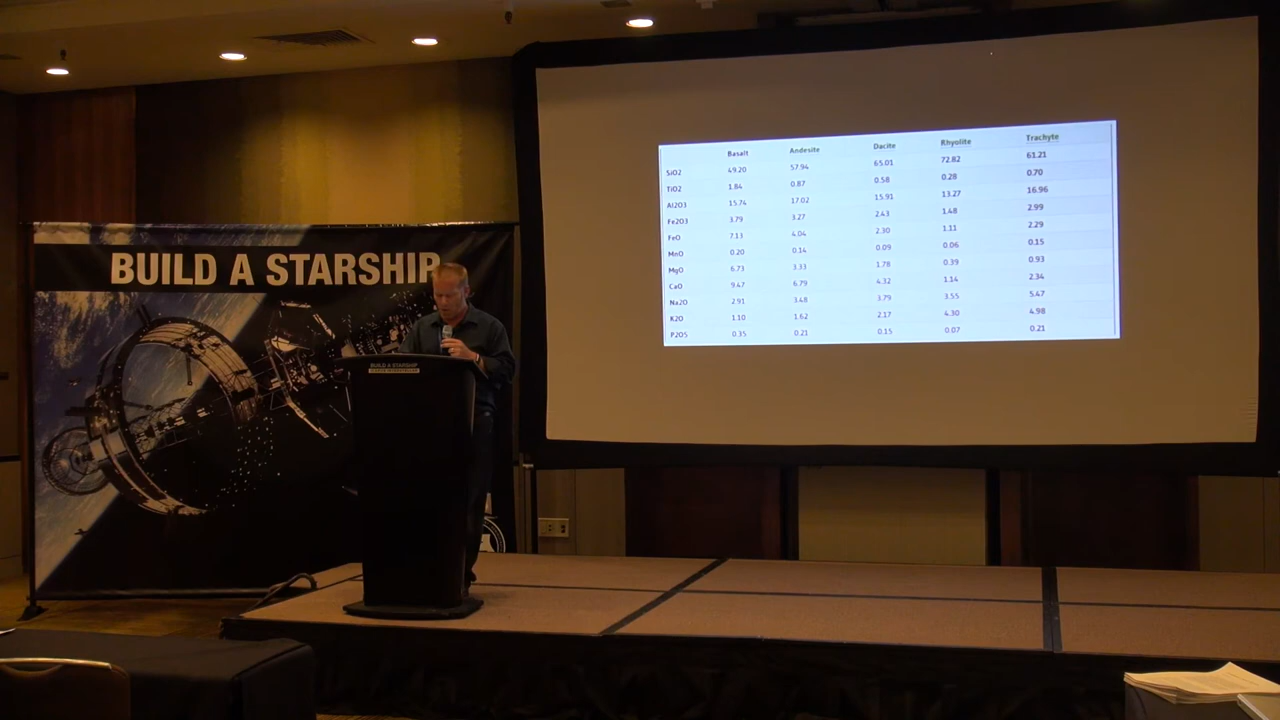 BUILD A STARSHIP
BUILD A STARSHIP
Basalt Andesite Dacite Rhyolite Trachyte
SiO2 49.20 57.94 65.01 72.82 61.21
TiO2 1.84 0.87 0.58 0.28 0.70
Al2O3 15.74 17.02 15.91 13.27 16.96
Fe2O3 3.79 3.27 2.43 1.48 2.99
FeO 7.13 4.04 2.30 1.11 2.29
MnO 0.20 0.14 0.09 0.06 0.15
MgO 6.73 3.33 1.78 0.39 0.93
CaO 9.47 6.79 4.32 1.14 2.34
Na2O 2.91 3.48 3.79 3.55 5.47
K2O 1.10 1.62 2.17 4.30 4.98
P2O5 0.35 0.21 0.15 0.07 0.21